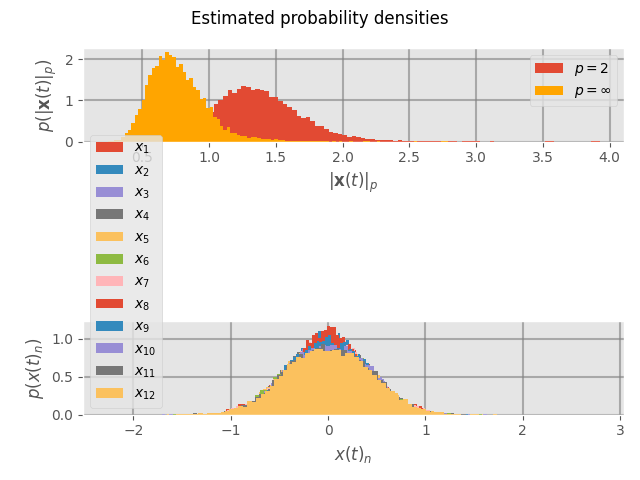 Estimated probability densities
2
1
0
p(|𝐱(t)|ₚ)
p = 2
p = ∞
0.5 1.0 1.5 2.0 2.5 3.0 3.5 4.0
|𝐱(t)|ₚ
x₁
x₂
x₃
x₄
x₅
x₆
x₇
x₈
x₉
x₁₀
x₁₁
x₁₂
1.0
0.5
0.0
p(x(t)ₙ)
−2 −1 0 1 2 3
x(t)ₙ